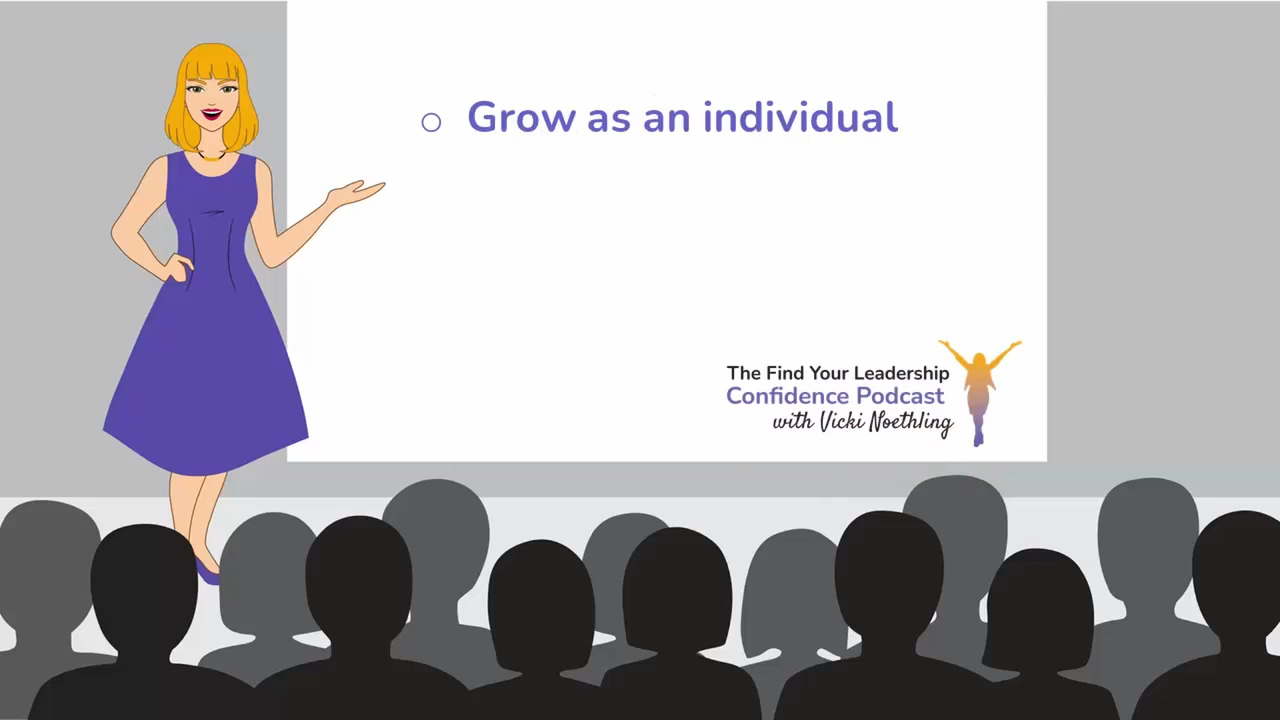 Grow as an individual
The Find Your Leadership
Confidence Podcast
with Vicki Noethling